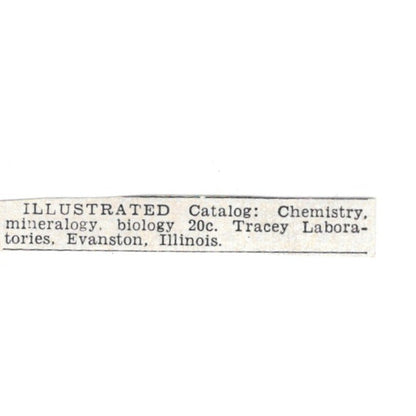 ILLUSTRATED Catalog: Chemistry,
mineralogy, biology 20c. Tracey Labora-
tories, Evanston, Illinois.